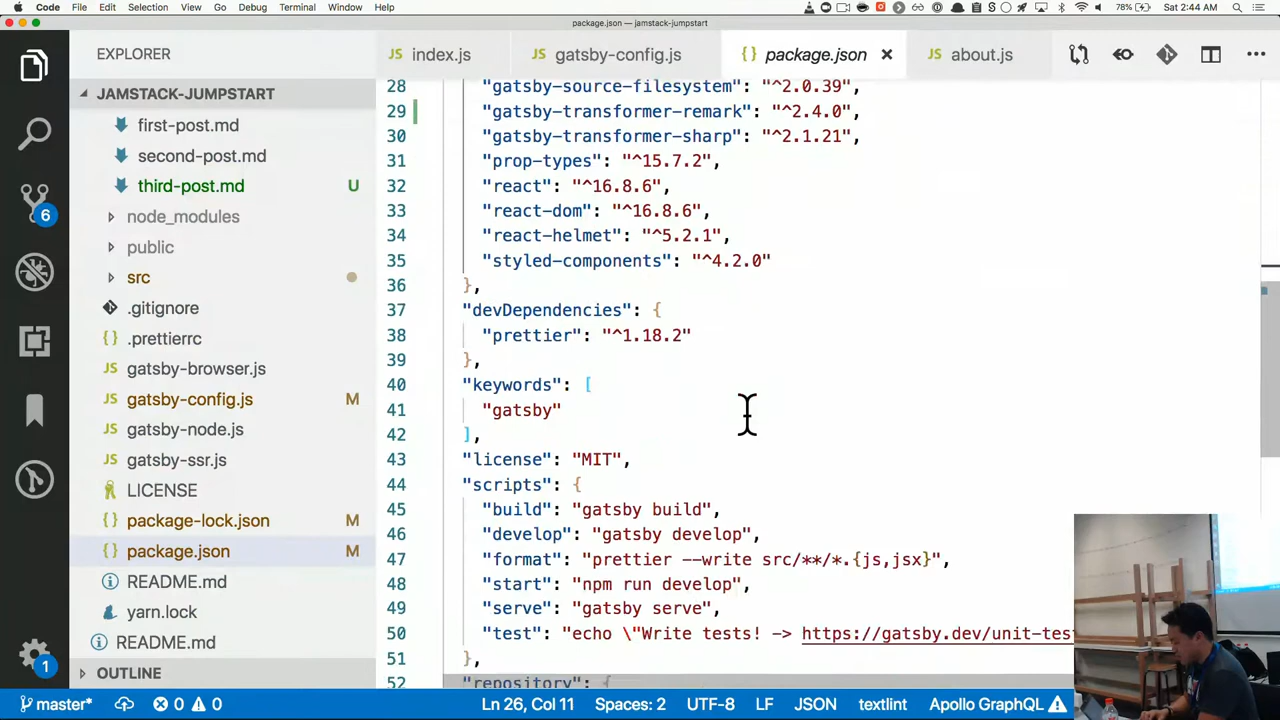 Code File Edit Selection View Go Debug Terminal Window Help
78% Sat 2:44 AM
package.json — jamstack-jumpstart
EXPLORER
JAMSTACK-JUMPSTART
first-post.md
second-post.md
third-post.md U
node_modules
public
src
.gitignore
.prettierrc
gatsby-browser.js
gatsby-config.js M
gatsby-node.js
gatsby-ssr.js
LICENSE
package-lock.json M
package.json M
README.md
yarn.lock
README.md
OUTLINE
6
1
JS index.js
JS gatsby-config.js
{} package.json
JS about.js
28 "gatsby-source-filesystem": "^2.0.39",
29 "gatsby-transformer-remark": "^2.4.0",
30 "gatsby-transformer-sharp": "^2.1.21",
31 "prop-types": "^15.7.2",
32 "react": "^16.8.6",
33 "react-dom": "^16.8.6",
34 "react-helmet": "^5.2.1",
35 "styled-components": "^4.2.0"
36 },
37 "devDependencies": {
38 "prettier": "^1.18.2"
39 },
40 "keywords": [
41 "gatsby"
42 ],
43 "license": "MIT",
44 "scripts": {
45 "build": "gatsby build",
46 "develop": "gatsby develop",
47 "format": "prettier --write src/**/*.{js,jsx}",
48 "start": "npm run develop",
49 "serve": "gatsby serve",
50 "test": "echo \"Write tests! -> https://gatsby.dev/unit-tes
51 },
52 "repository": {
master* 0 0 Ln 26, Col 11 Spaces: 2 UTF-8 LF JSON textlint Apollo GraphQL